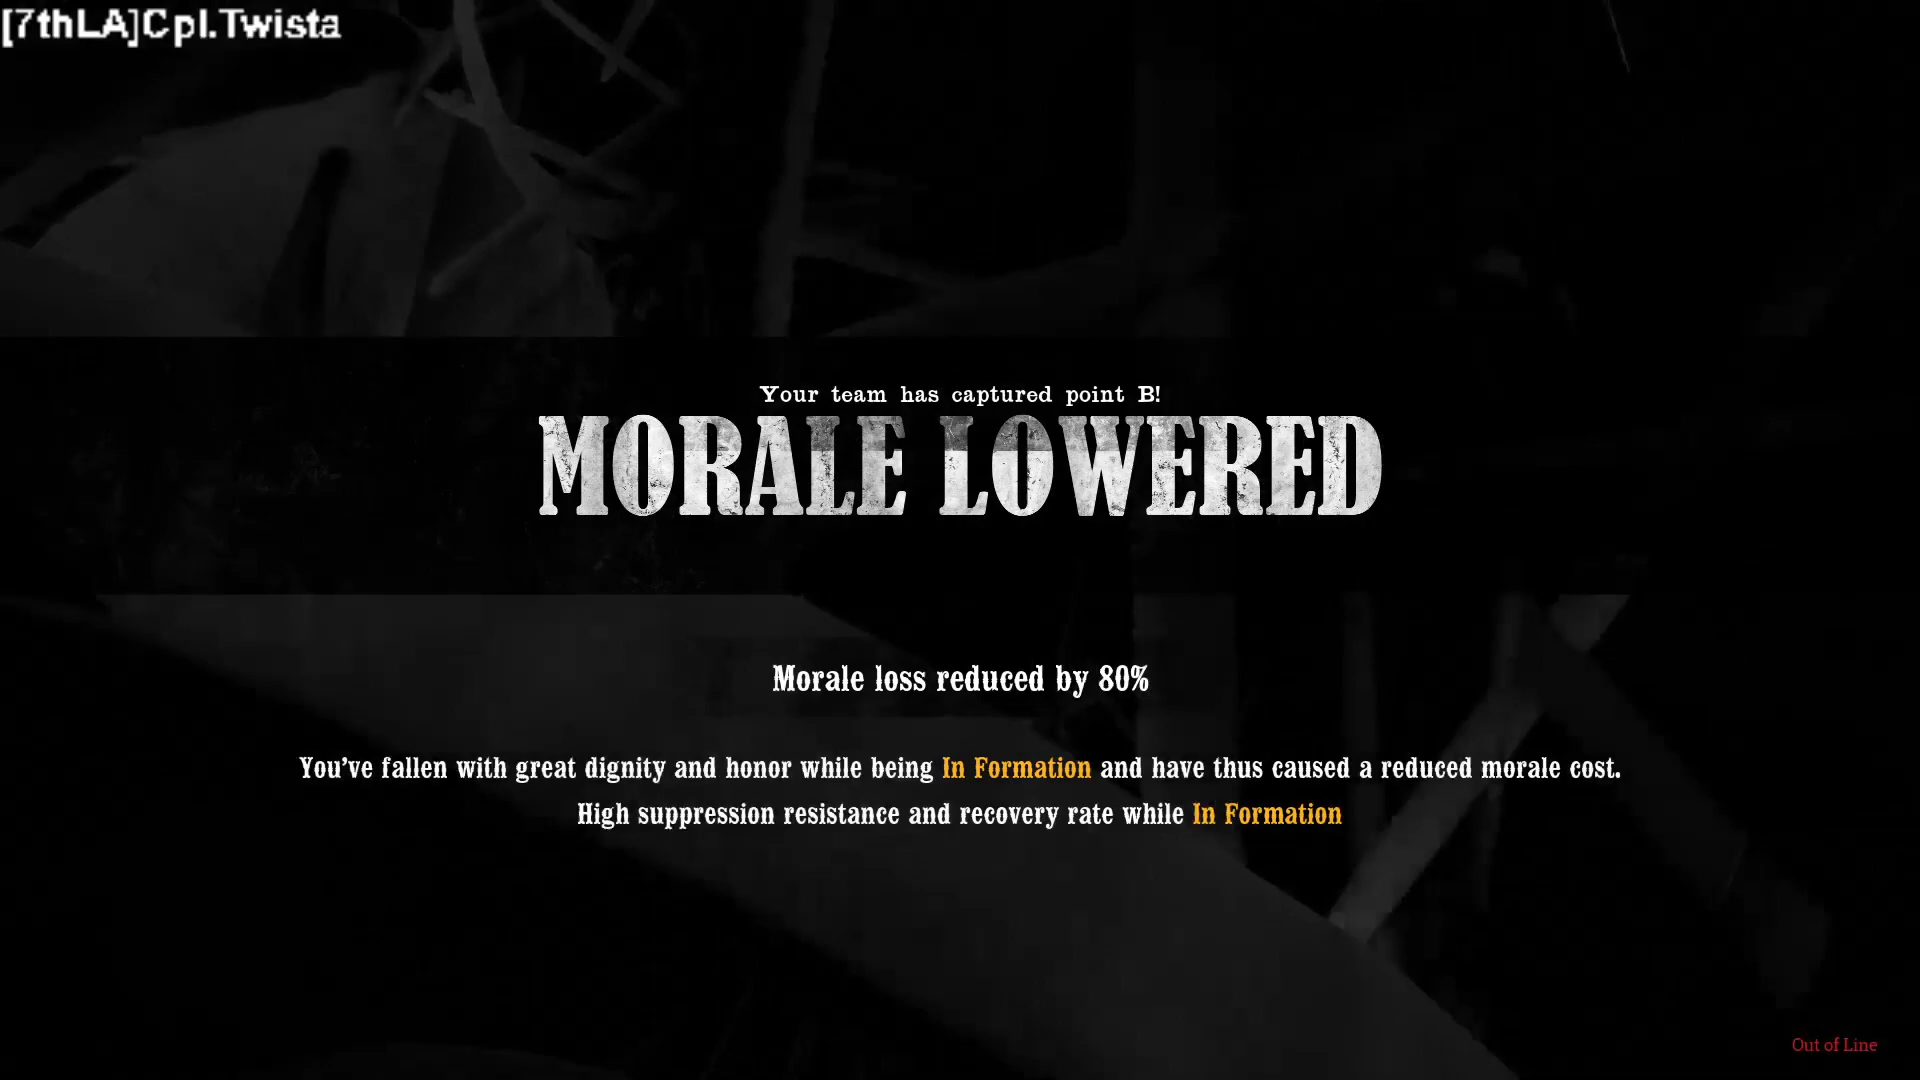 [7thLA]Cpl.Twista
Your team has captured point B!
MORALE LOWERED
Morale loss reduced by 80%
You've fallen with great dignity and honor while being In Formation and have thus caused a reduced morale cost.
High suppression resistance and recovery rate while In Formation
Out of Line